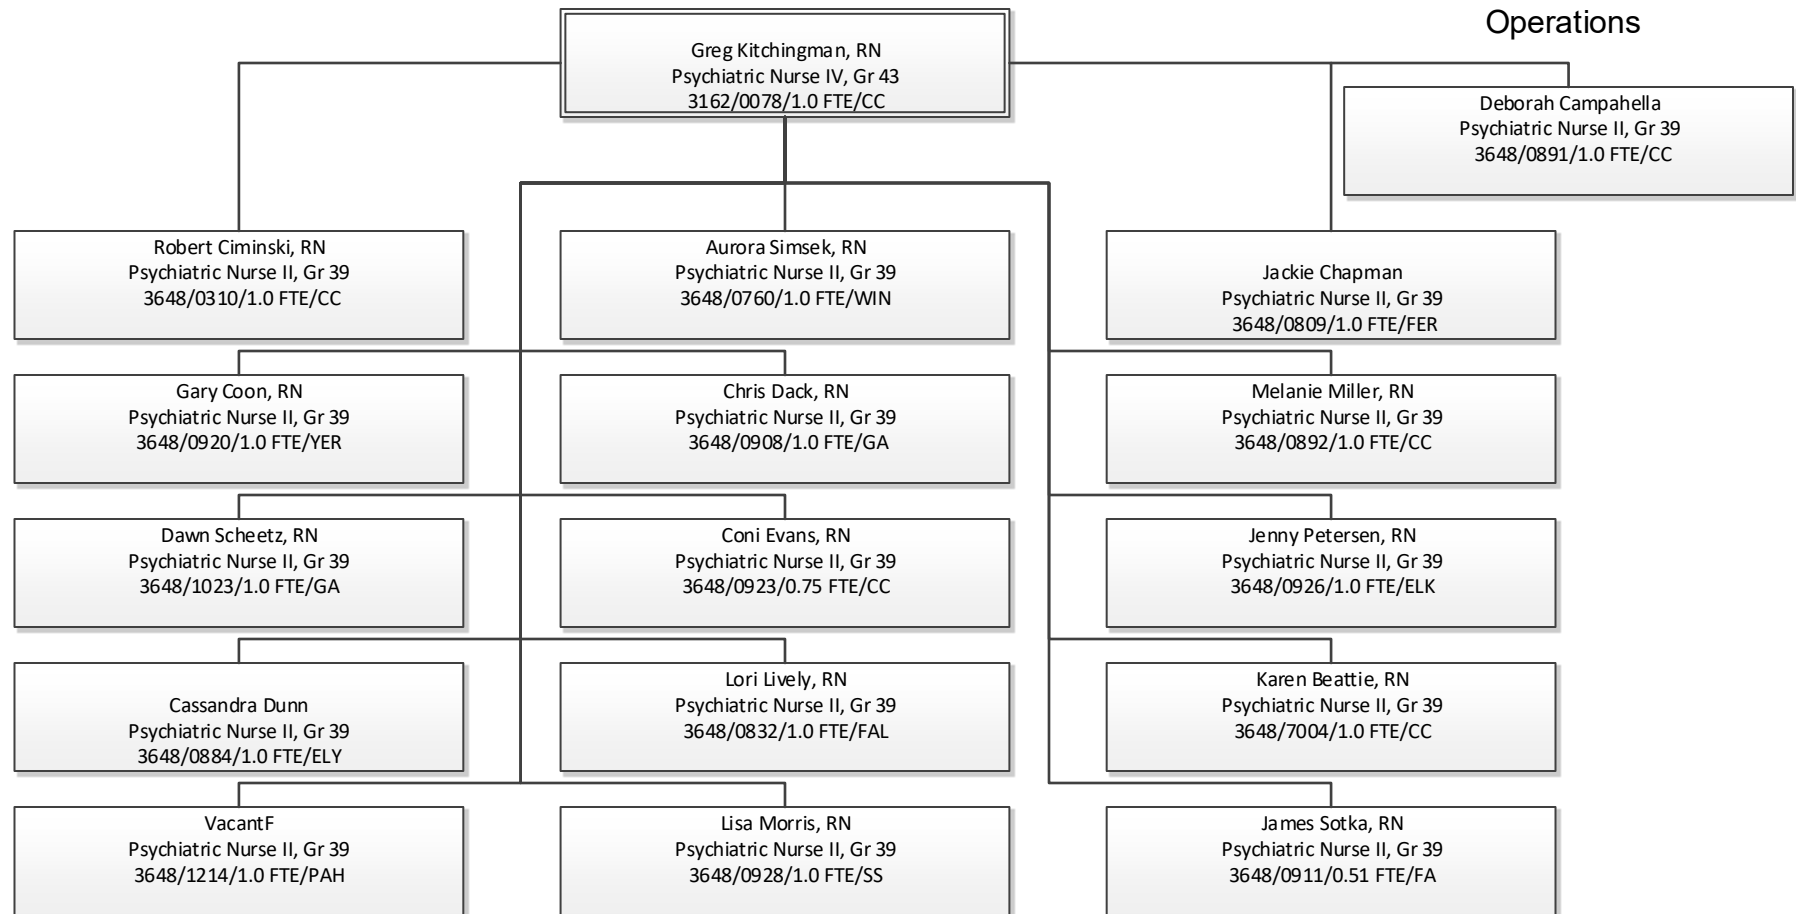 Operations
Greg Kitchingman, RN
Psychiatric Nurse IV, Gr 43
3162/0078/1.0 FTE/CC
Deborah Campahella
Psychiatric Nurse II, Gr 39
3648/0891/1.0 FTE/CC
Robert Ciminski, RN
Psychiatric Nurse II, Gr 39
3648/0310/1.0 FTE/CC
Aurora Simsek, RN
Psychiatric Nurse II, Gr 39
3648/0760/1.0 FTE/WIN
Jackie Chapman
Psychiatric Nurse II, Gr 39
3648/0809/1.0 FTE/FER
Gary Coon, RN
Psychiatric Nurse II, Gr 39
3648/0920/1.0 FTE/YER
Chris Dack, RN
Psychiatric Nurse II, Gr 39
3648/0908/1.0 FTE/GA
Melanie Miller, RN
Psychiatric Nurse II, Gr 39
3648/0892/1.0 FTE/CC
Dawn Scheetz, RN
Psychiatric Nurse II, Gr 39
3648/1023/1.0 FTE/GA
Coni Evans, RN
Psychiatric Nurse II, Gr 39
3648/0923/0.75 FTE/CC
Jenny Petersen, RN
Psychiatric Nurse II, Gr 39
3648/0926/1.0 FTE/ELK
Cassandra Dunn
Psychiatric Nurse II, Gr 39
3648/0884/1.0 FTE/ELY
Lori Lively, RN
Psychiatric Nurse II, Gr 39
3648/0832/1.0 FTE/FAL
Karen Beattie, RN
Psychiatric Nurse II, Gr 39
3648/7004/1.0 FTE/CC
VacantF
Psychiatric Nurse II, Gr 39
3648/1214/1.0 FTE/PAH
Lisa Morris, RN
Psychiatric Nurse II, Gr 39
3648/0928/1.0 FTE/SS
James Sotka, RN
Psychiatric Nurse II, Gr 39
3648/0911/0.51 FTE/FA